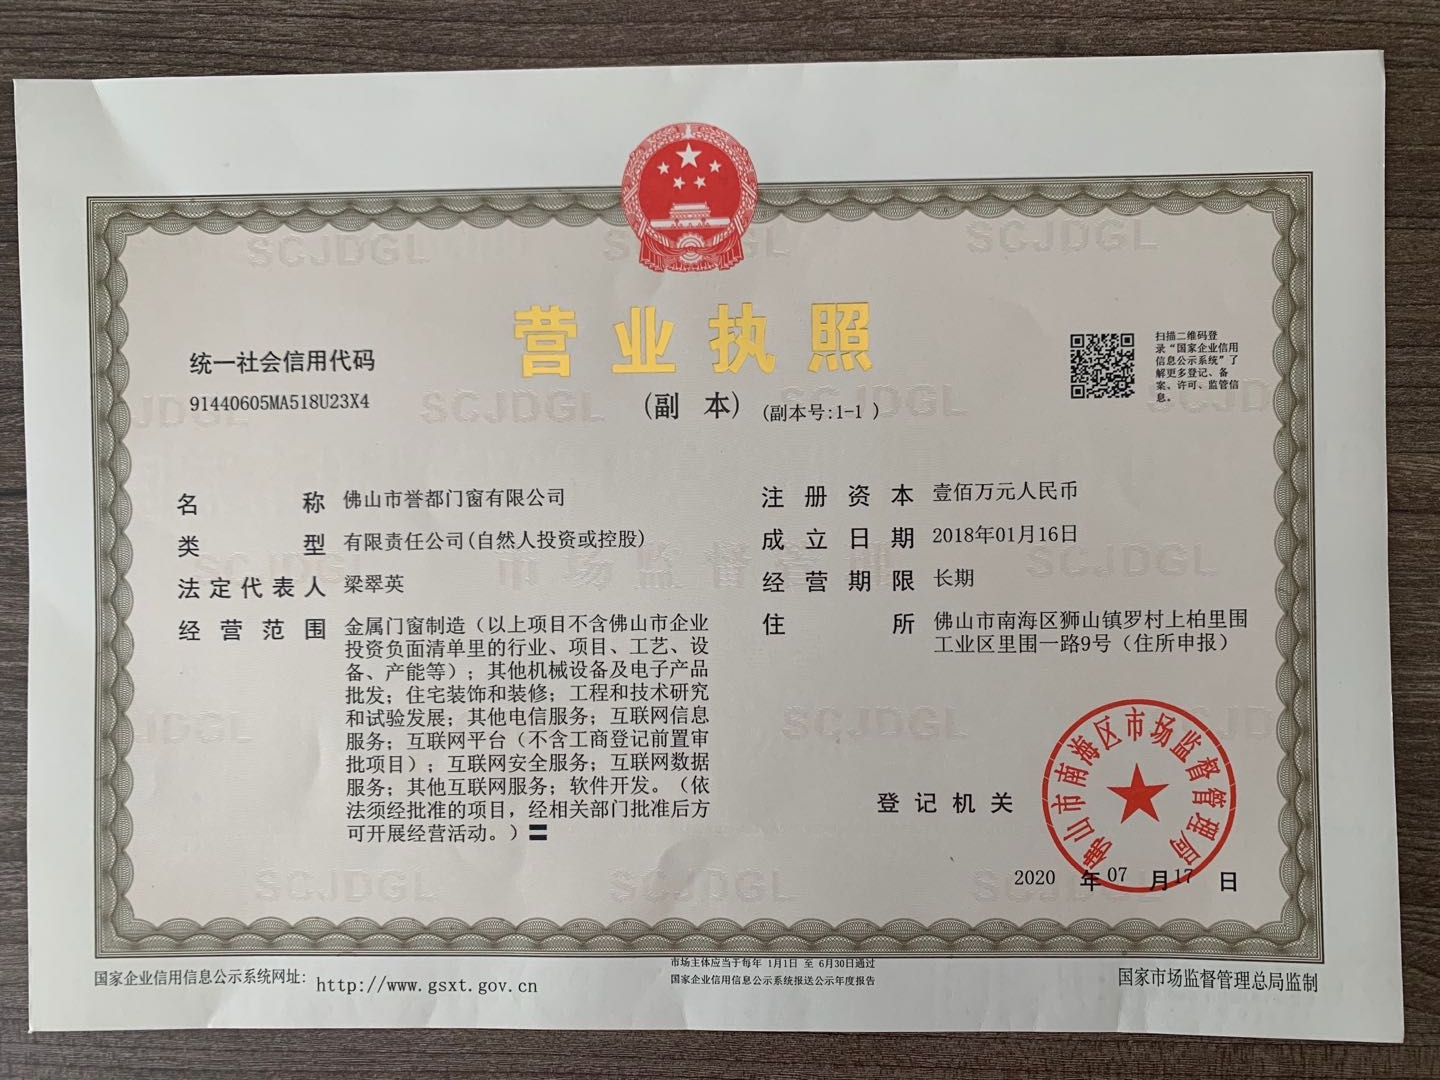 营业执照
(副 本) (副本号:1-1 )
统一社会信用代码
91440605MA518U23X4
扫描二维码登
录“国家企业信用
信息公示系统”了
解更多登记、备
案、许可、监管信
息。
名称 佛山市誉都门窗有限公司
类型 有限责任公司(自然人投资或控股)
法定代表人 梁翠英
经营范围 金属门窗制造（以上项目不含佛山市企业
投资负面清单里的行业、项目、工艺、设
备、产能等）；其他机械设备及电子产品
批发；住宅装饰和装修；工程和技术研究
和试验发展；其他电信服务；互联网信息
服务；互联网平台（不含工商登记前置审
批项目）；互联网安全服务；互联网数据
服务；其他互联网服务；软件开发。（依
法须经批准的项目，经相关部门批准后方
可开展经营活动。）
注册资本 壹佰万元人民币
成立日期 2018年01月16日
经营期限 长期
住所 佛山市南海区狮山镇罗村上柏里围
工业区里围一路9号（住所申报）
登记机关
佛山市南海区市场监督管理局
2020 年 07 月 17 日
国家企业信用信息公示系统网址: http://www.gsxt.gov.cn
市场主体应当于每年 1月1日 至 6月30日通过
国家企业信用信息公示系统报送公示年度报告
国家市场监督管理总局监制
SCJDGL
市场监督管理